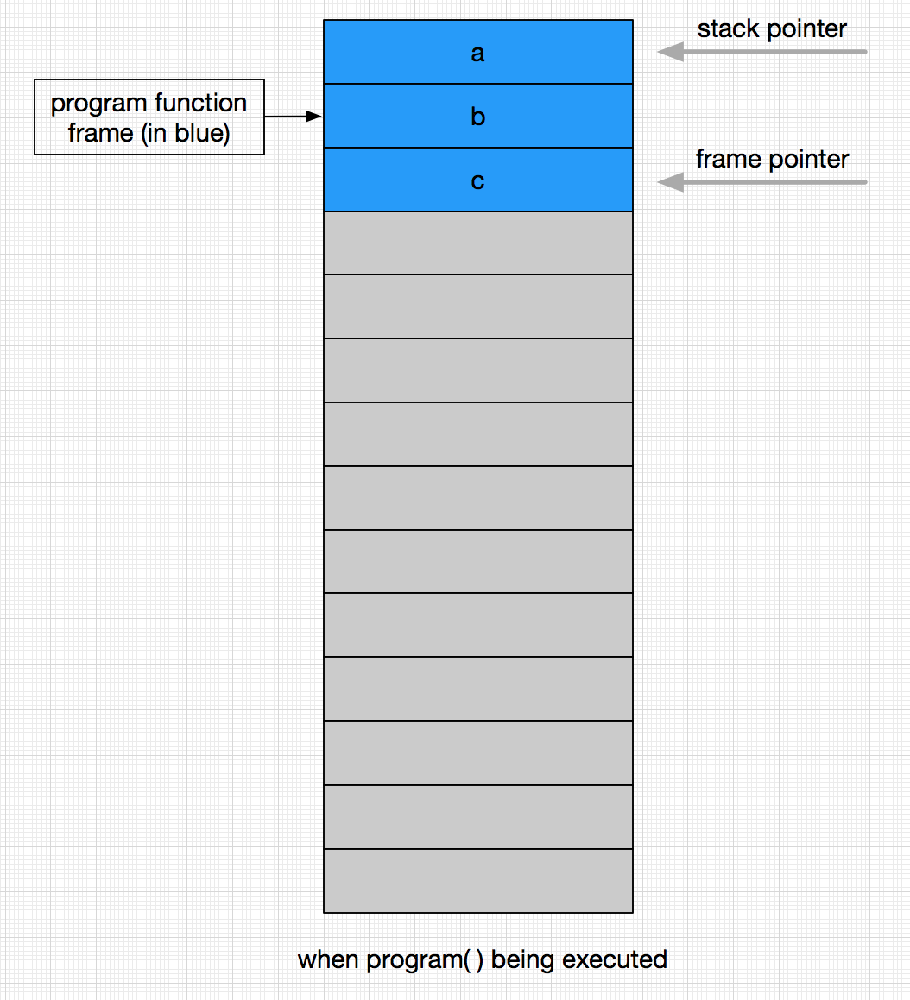 stack pointer
a
program function
frame (in blue)
b
frame pointer
c
when program( ) being executed